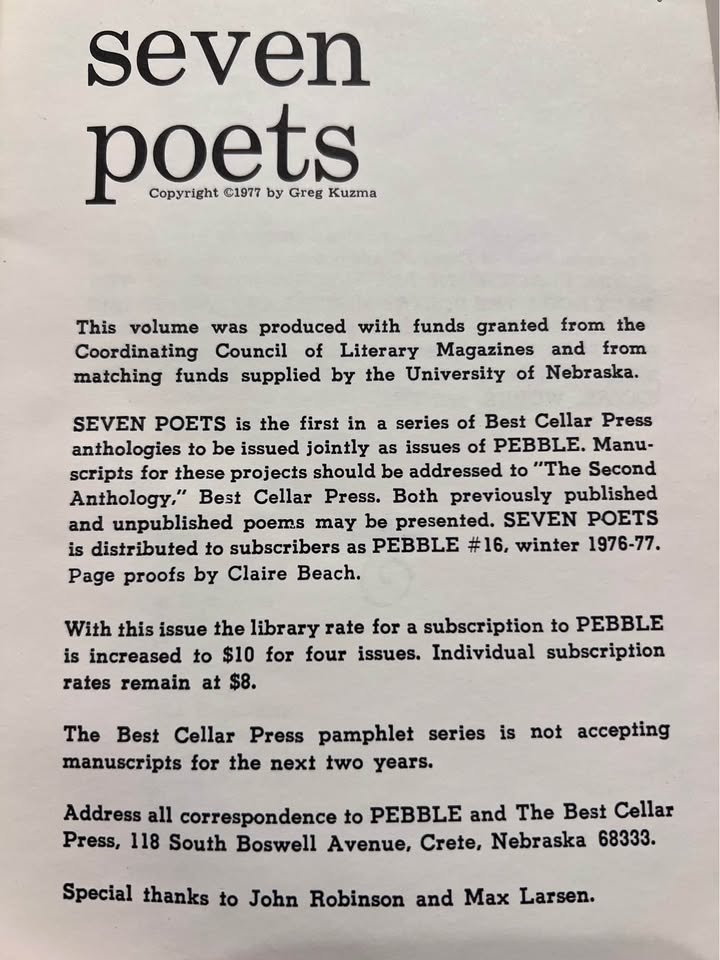 seven
poets
Copyright ©1977 by Greg Kuzma
This volume was produced with funds granted from the
Coordinating Council of Literary Magazines and from
matching funds supplied by the University of Nebraska.
SEVEN POETS is the first in a series of Best Cellar Press
anthologies to be issued jointly as issues of PEBBLE. Manu-
scripts for these projects should be addressed to "The Second
Anthology," Best Cellar Press. Both previously published
and unpublished poems may be presented. SEVEN POETS
is distributed to subscribers as PEBBLE #16, winter 1976-77.
Page proofs by Claire Beach.
With this issue the library rate for a subscription to PEBBLE
is increased to $10 for four issues. Individual subscription
rates remain at $8.
The Best Cellar Press pamphlet series is not accepting
manuscripts for the next two years.
Address all correspondence to PEBBLE and The Best Cellar
Press, 118 South Boswell Avenue, Crete, Nebraska 68333.
Special thanks to John Robinson and Max Larsen.